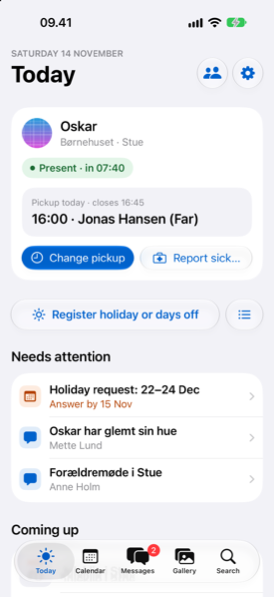 09.41
SATURDAY 14 NOVEMBER
Today
Oskar
Børnehuset · Stue
Present · in 07:40
Pickup today · closes 16:45
16:00 · Jonas Hansen (Far)
Change pickup
Report sick...
Register holiday or days off
Needs attention
Holiday request: 22–24 Dec
Answer by 15 Nov
Oskar har glemt sin hue
Mette Lund
Forældremøde i Stue
Anne Holm
Coming up
2
Today
Calendar
Messages
Gallery
Search